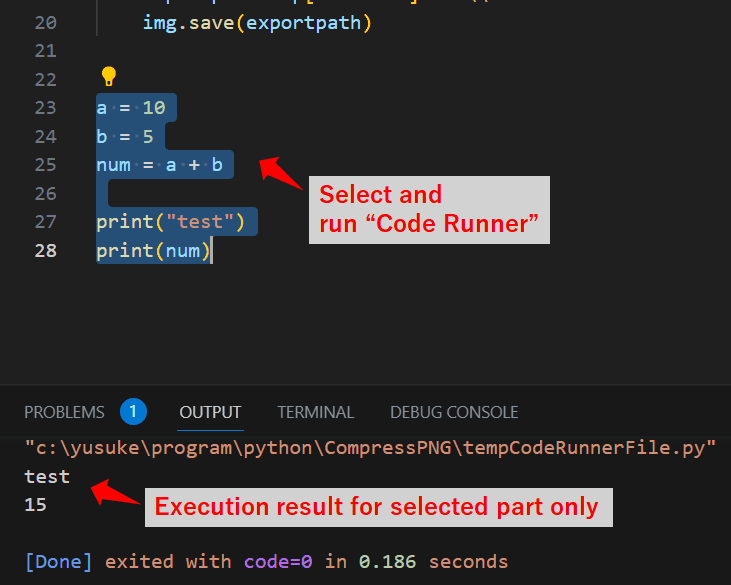 20 img.save(exportpath)
21
22
23 a = 10
24 b = 5
25 num = a + b
26
27 print("test")
28 print(num)
Select and
run “Code Runner”
PROBLEMS 1 OUTPUT TERMINAL DEBUG CONSOLE
"c:\yusuke\program\python\CompressPNG\tempCodeRunnerFile.py"
test
15
Execution result for selected part only
[Done] exited with code=0 in 0.186 seconds